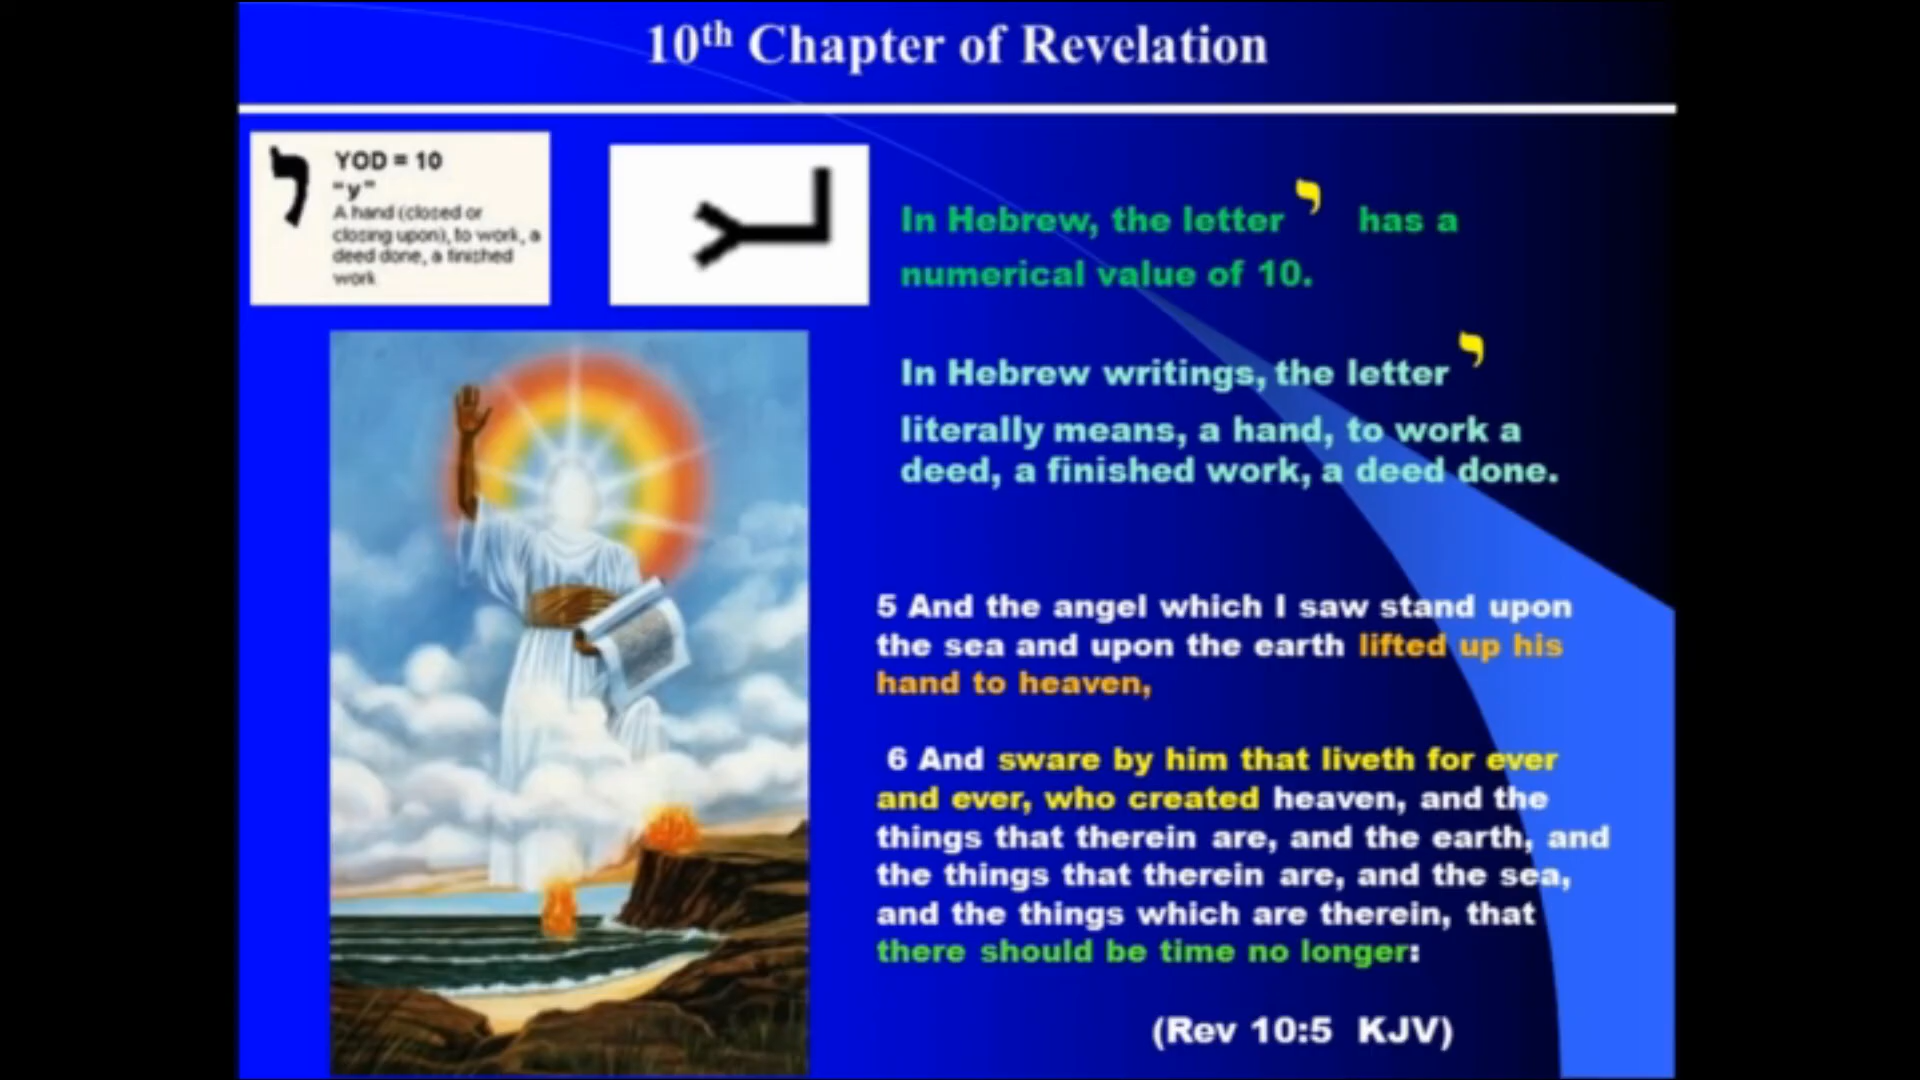 10th Chapter of Revelation
י
YOD = 10
"y"
A hand (closed or
closing upon), to work, a
deed done, a finished
work
In Hebrew, the letter י has a
numerical value of 10.
In Hebrew writings, the letter י
literally means, a hand, to work a
deed, a finished work, a deed done.
5 And the angel which I saw stand upon
the sea and upon the earth lifted up his
hand to heaven,
6 And sware by him that liveth for ever
and ever, who created heaven, and the
things that therein are, and the earth, and
the things that therein are, and the sea,
and the things which are therein, that
there should be time no longer:
(Rev 10:5 KJV)